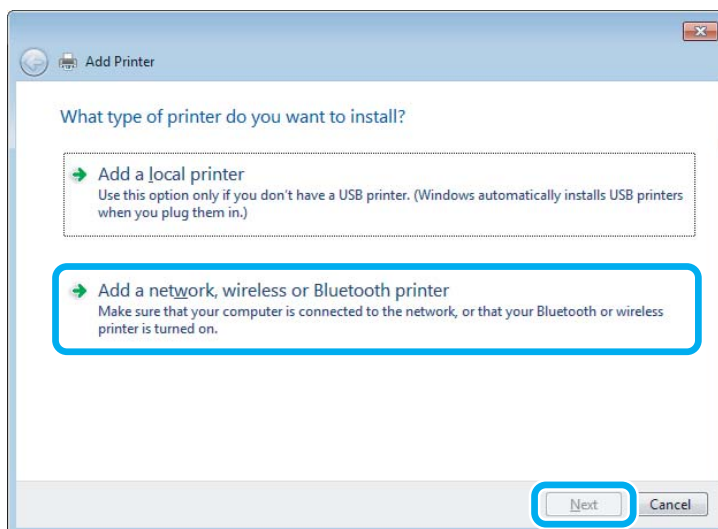 Add Printer
What type of printer do you want to install?
Add a local printer
Use this option only if you don't have a USB printer. (Windows automatically installs USB printers
when you plug them in.)
Add a network, wireless or Bluetooth printer
Make sure that your computer is connected to the network, or that your Bluetooth or wireless
printer is turned on.
Next Cancel